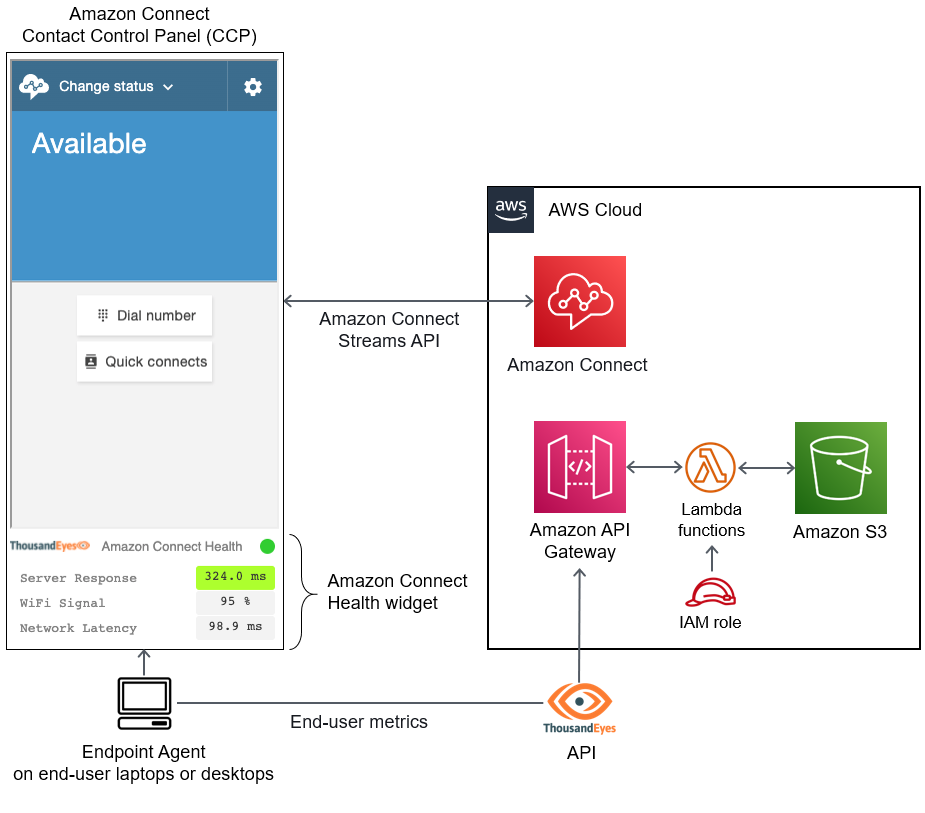 Amazon Connect
Contact Control Panel (CCP)
Change status
Available
Dial number
Quick connects
ThousandEyes Amazon Connect Health
Server Response 324.0 ms
WiFi Signal 95 %
Network Latency 98.9 ms
Amazon Connect
Health widget
Amazon Connect
Streams API
aws AWS Cloud
Amazon Connect
Amazon API
Gateway
Lambda
functions
Amazon S3
IAM role
End-user metrics
ThousandEyes
API
Endpoint Agent
on end-user laptops or desktops